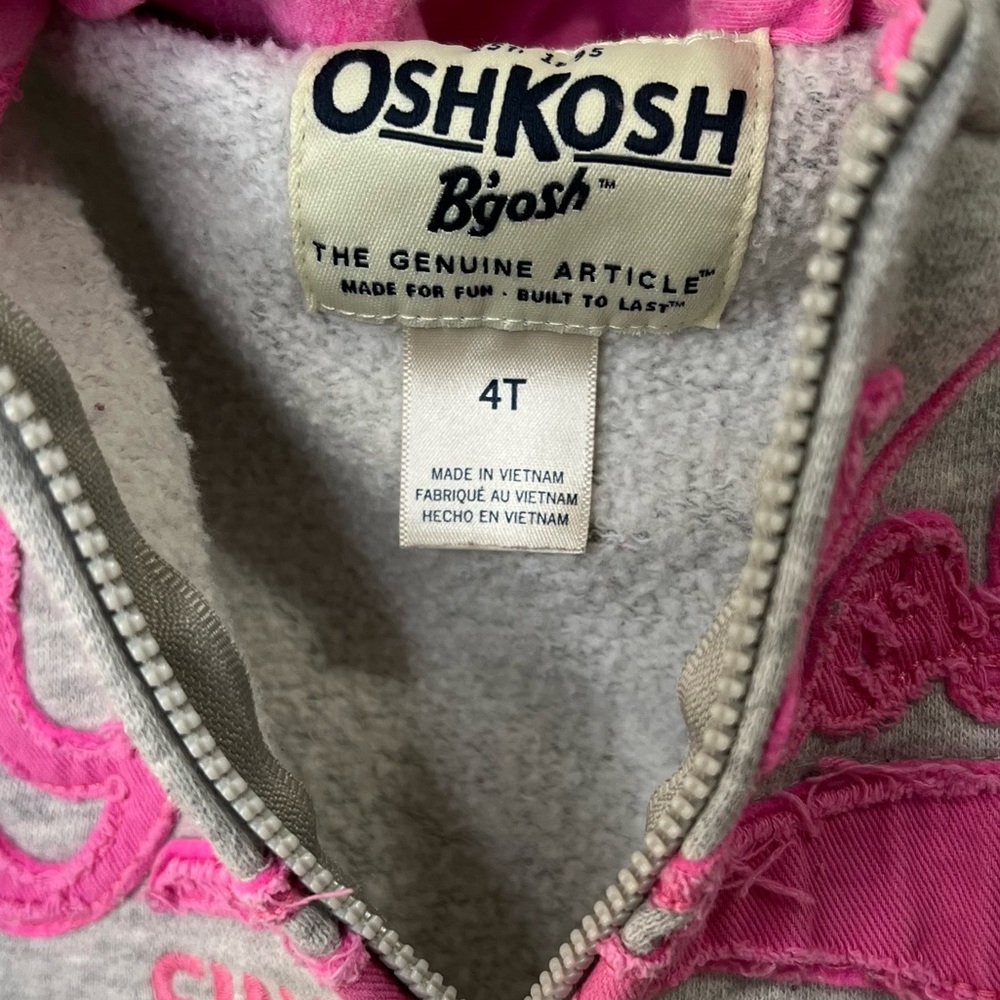 OSHKOSH
B'gosh™
THE GENUINE ARTICLE™
MADE FOR FUN · BUILT TO LAST™
4T
MADE IN VIETNAM
FABRIQUÉ AU VIETNAM
HECHO EN VIETNAM